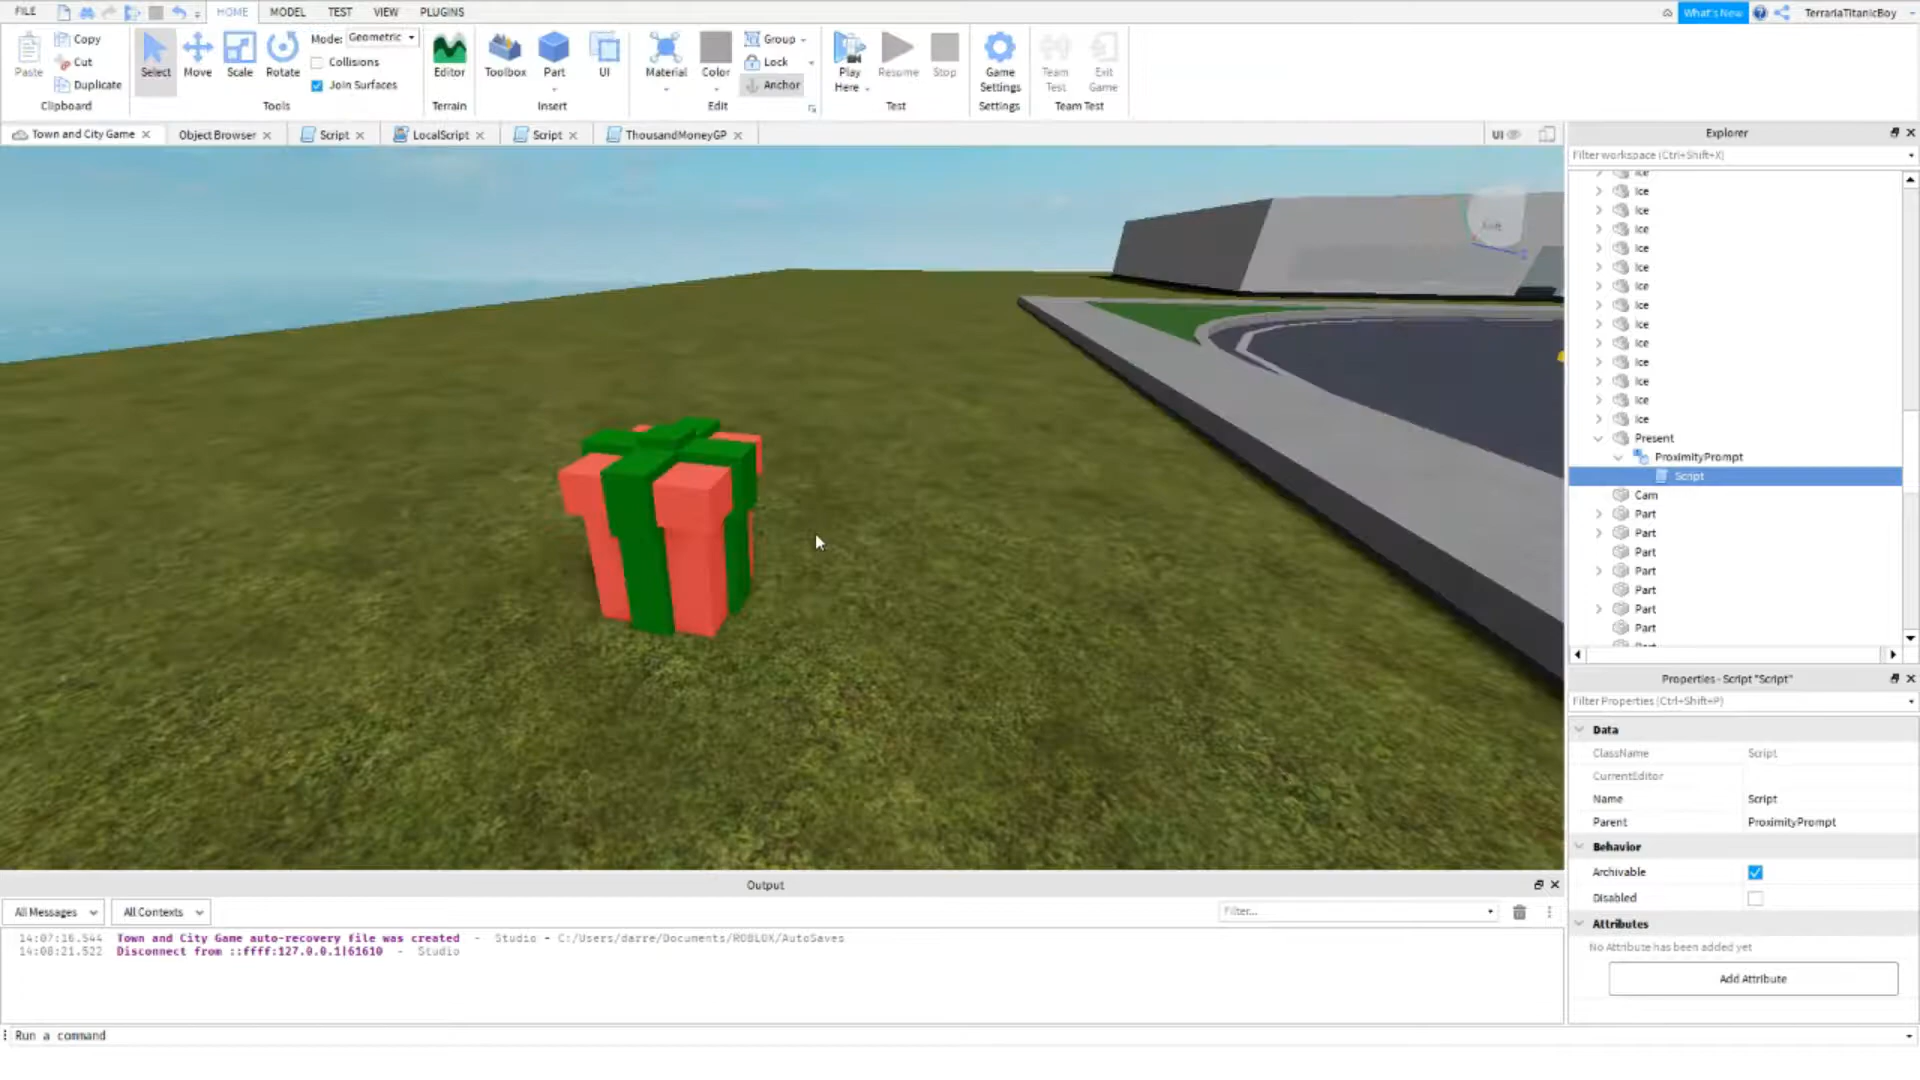 FILE HOME MODEL TEST VIEW PLUGINS What's New TerrariaTitanicBoy
Paste Copy Cut Duplicate Clipboard
Select Move Scale Rotate Mode: Geometric Collisions Join Surfaces Tools
Editor Terrain
Toolbox Part UI Insert
Material Color Group Lock Anchor Edit
Play Here Resume Stop Test
Game Settings Settings
Team Test Exit Game Team Test
Town and City Game Object Browser Script LocalScript Script ThousandMoneyGP UI
Explorer
Filter workspace (Ctrl+Shift+X)
Ice
Ice
Ice
Ice
Ice
Ice
Ice
Ice
Ice
Ice
Ice
Ice
Ice
Ice
Present
ProximityPrompt
Script
Cam
Part
Part
Part
Part
Part
Part
Part
Part
Properties - Script "Script"
Filter Properties (Ctrl+Shift+P)
Data
ClassName Script
CurrentEditor
Name Script
Parent ProximityPrompt
Behavior
Archivable
Disabled
Attributes
No Attribute has been added yet
Add Attribute
Output
All Messages All Contexts Filter...
14:07:16.544 Town and City Game auto-recovery file was created - Studio - C:/Users/darre/Documents/ROBLOX/AutoSaves
14:08:21.522 Disconnect from ::ffff:127.0.0.1|61610 - Studio
Run a command